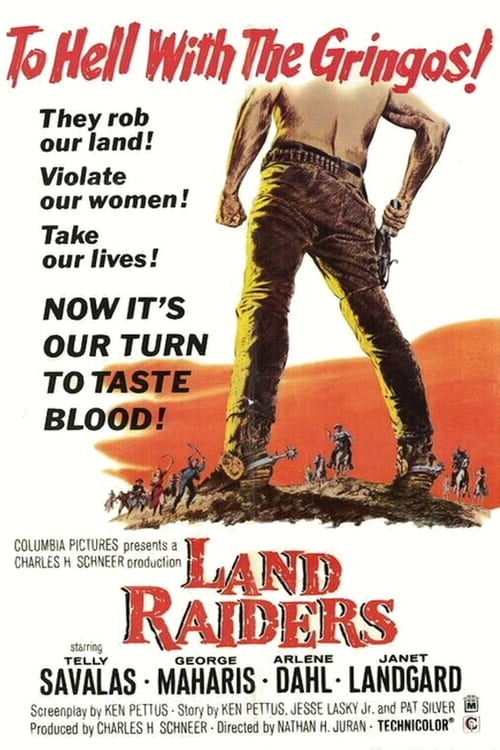 To Hell With The Gringos!
They rob
our land!
Violate
our women!
Take
our lives!
NOW IT'S
OUR TURN
TO TASTE
BLOOD!
COLUMBIA PICTURES presents a
CHARLES H. SCHNEER production
LAND
RAIDERS
starring
TELLY SAVALAS · GEORGE MAHARIS · ARLENE DAHL · JANET LANDGARD
Screenplay by KEN PETTUS · Story by KEN PETTUS, JESSE LASKY Jr. and PAT SILVER
Produced by CHARLES H. SCHNEER · Directed by NATHAN H. JURAN · TECHNICOLOR®
M
G